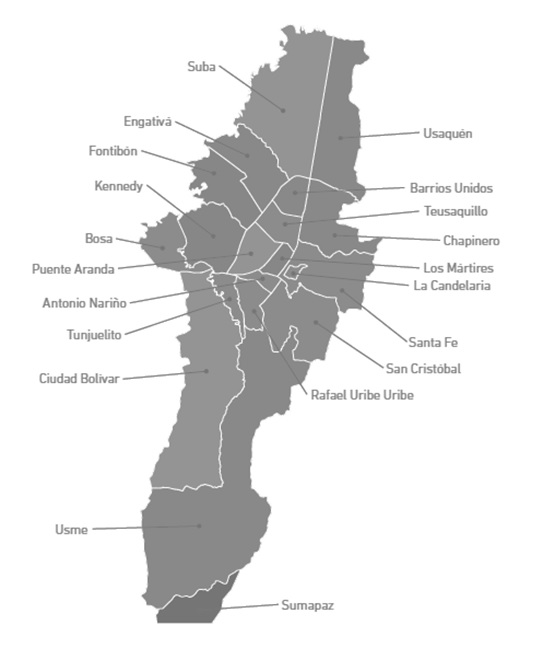 Suba
Engativá
Usaquén
Fontibón
Kennedy
Barrios Unidos
Teusaquillo
Bosa
Chapinero
Puente Aranda
Los Mártires
La Candelaria
Antonio Nariño
Tunjuelito
Santa Fe
San Cristóbal
Ciudad Bolívar
Rafael Uribe Uribe
Usme
Sumapaz